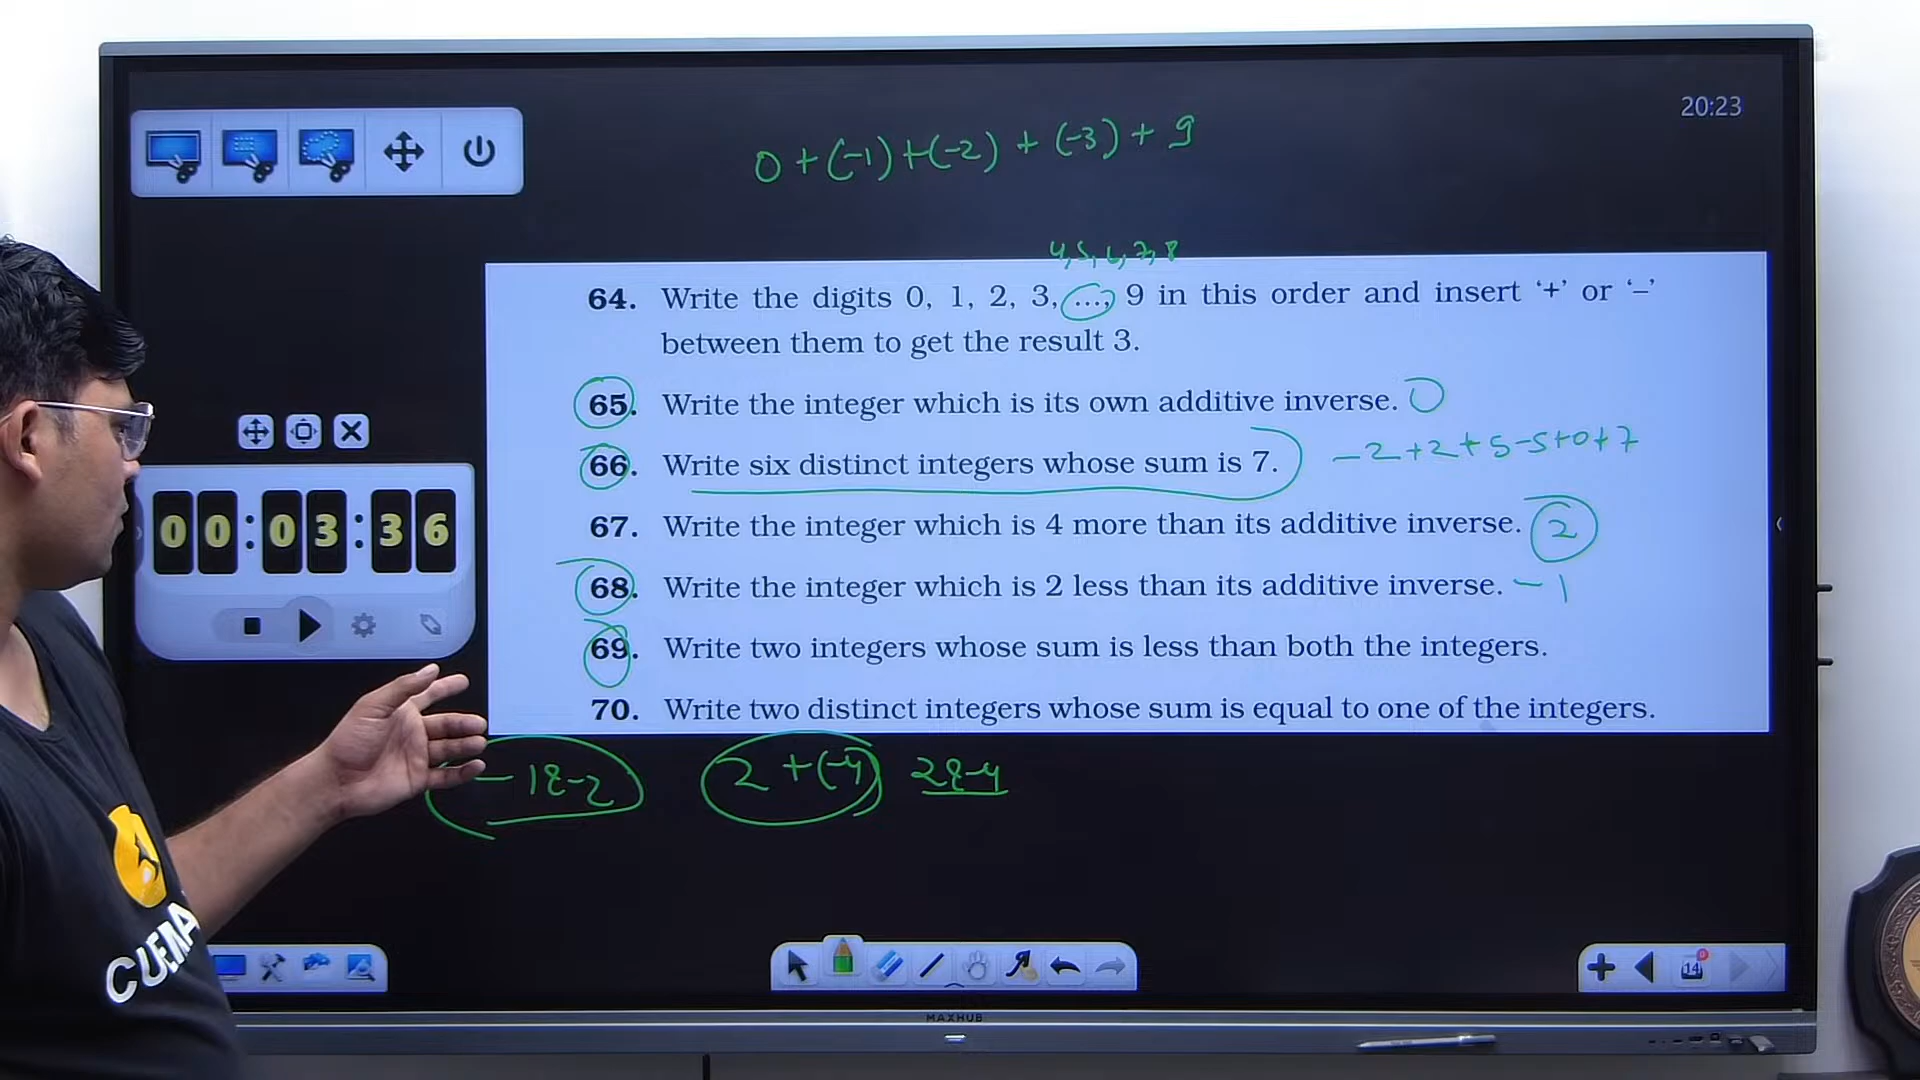 20:23
0 + (-1) + (-2) + (-3) + 9
4, 5, 6, 7, 8
64. Write the digits 0, 1, 2, 3, ..., 9 in this order and insert ‘+’ or ‘–’
between them to get the result 3.
65. Write the integer which is its own additive inverse. 0
66. Write six distinct integers whose sum is 7. -2+2+5-5+0+7
67. Write the integer which is 4 more than its additive inverse. 2
68. Write the integer which is 2 less than its additive inverse. -1
69. Write two integers whose sum is less than both the integers.
70. Write two distinct integers whose sum is equal to one of the integers.
00:03:36
-1 & -2 2 + (-4) 2 & -4
CUEMA
14
MAXHUB